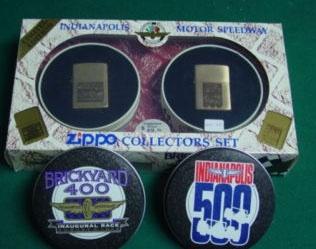 INDIANAPOLIS MOTOR SPEEDWAY
Zippo COLLECTORS' SET
BRICKYARD
400
INAUGURAL RACE
INDIANAPOLIS
500